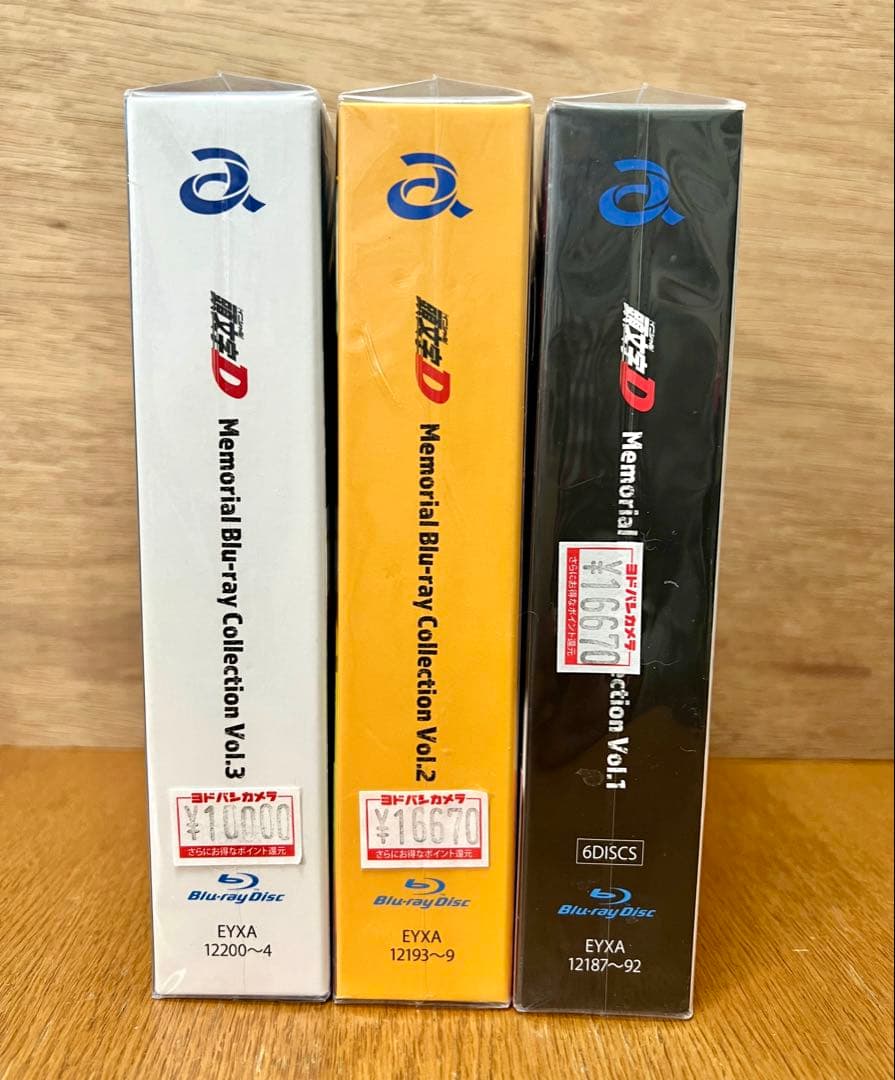 頭文字D Memorial Blu-ray Collection Vol.3
ヨドバシカメラ
¥10000
さらにお得なポイント還元
Blu-ray Disc
EYXA
12200～4
頭文字D Memorial Blu-ray Collection Vol.2
ヨドバシカメラ
¥16670
さらにお得なポイント還元
Blu-ray Disc
EYXA
12193～9
頭文字D Memorial
ection Vol.1
ヨドバシカメラ
¥16670
さらにお得なポイント還元
6DISCS
Blu-ray Disc
EYXA
12187～92